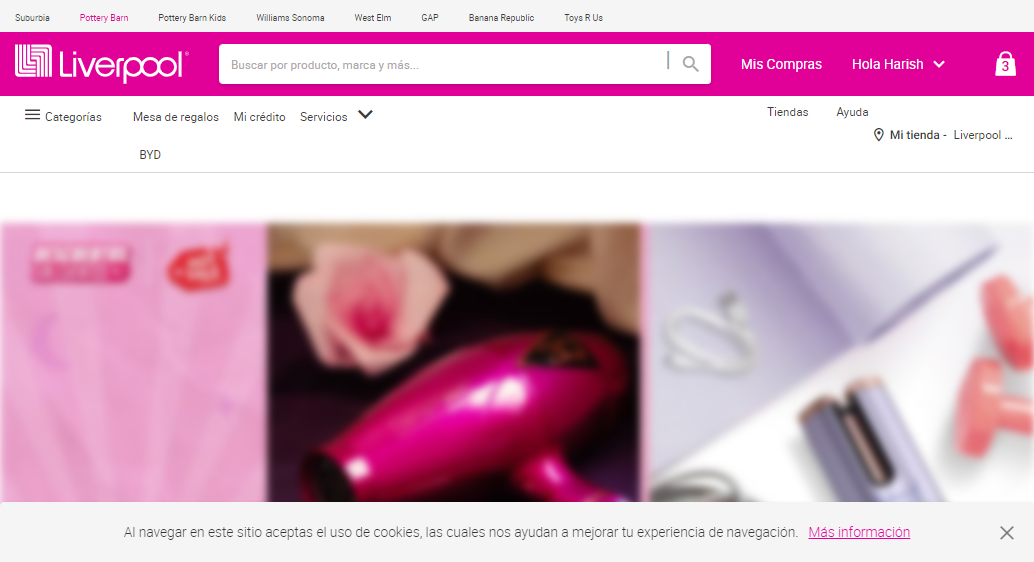 Suburbia Pottery Barn Pottery Barn Kids Williams Sonoma West Elm GAP Banana Republic Toys R Us
Liverpool® Buscar por producto, marca y más... Mis Compras Hola Harish 3
Categorías Mesa de regalos Mi crédito Servicios Tiendas Ayuda
Mi tienda - Liverpool ...
BYD
Al navegar en este sitio aceptas el uso de cookies, las cuales nos ayudan a mejorar tu experiencia de navegación. Más información